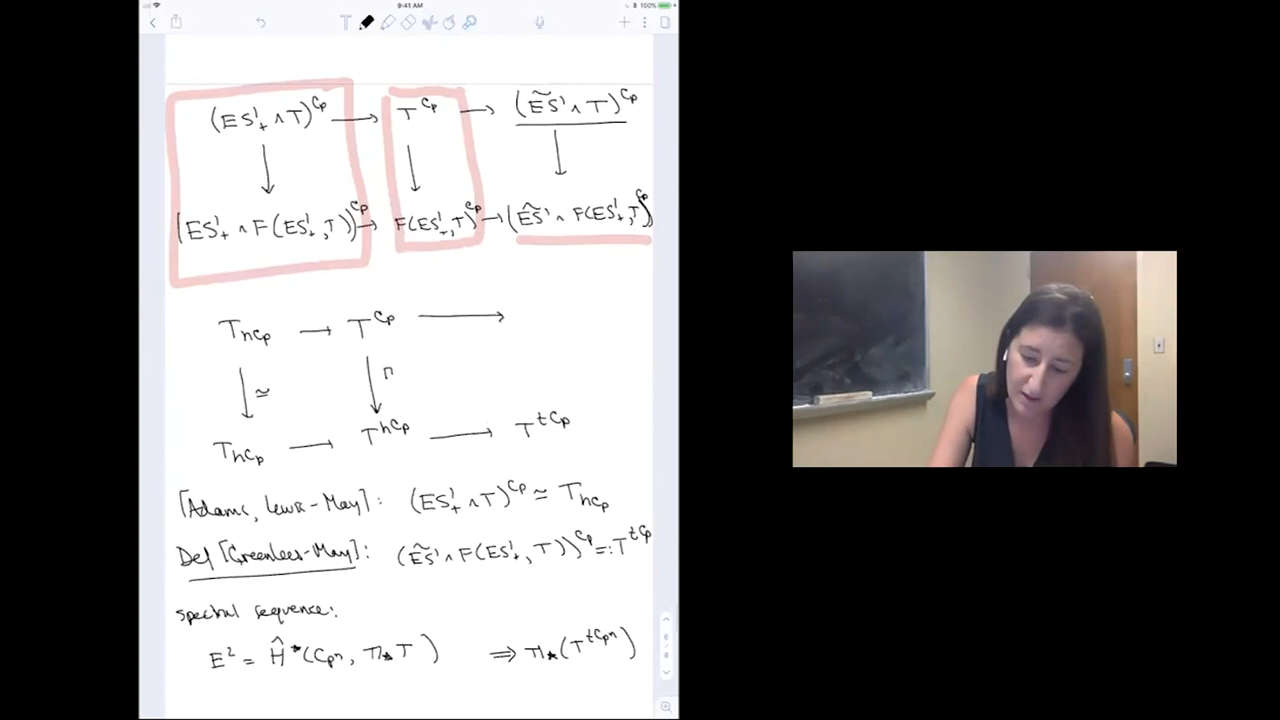 9:41 AM
100%
(ES¹₊ ∧ T)^{Cp} → T^{Cp} → (ẼS¹ ∧ T)^{Cp}
(ES¹₊ ∧ F(ES¹₊, T))^{Cp} → F(ES¹₊, T)^{Cp} → (ẼS¹ ∧ F(ES¹₊, T))^{Cp}
T_{hCp} → T^{Cp} →
≃ Γ
T_{hCp} → T^{hCp} → T^{tCp}
[Adams, Lewis-May]: (ES¹₊ ∧ T)^{Cp} ≃ T_{hCp}
Def [Greenlees-May]: (ẼS¹ ∧ F(ES¹₊, T))^{Cp} =: T^{tCp}
spectral sequence:
E² = Ĥ*(C_{pⁿ}, π_* T) ⇒ π_*(T^{tC_{pⁿ}})